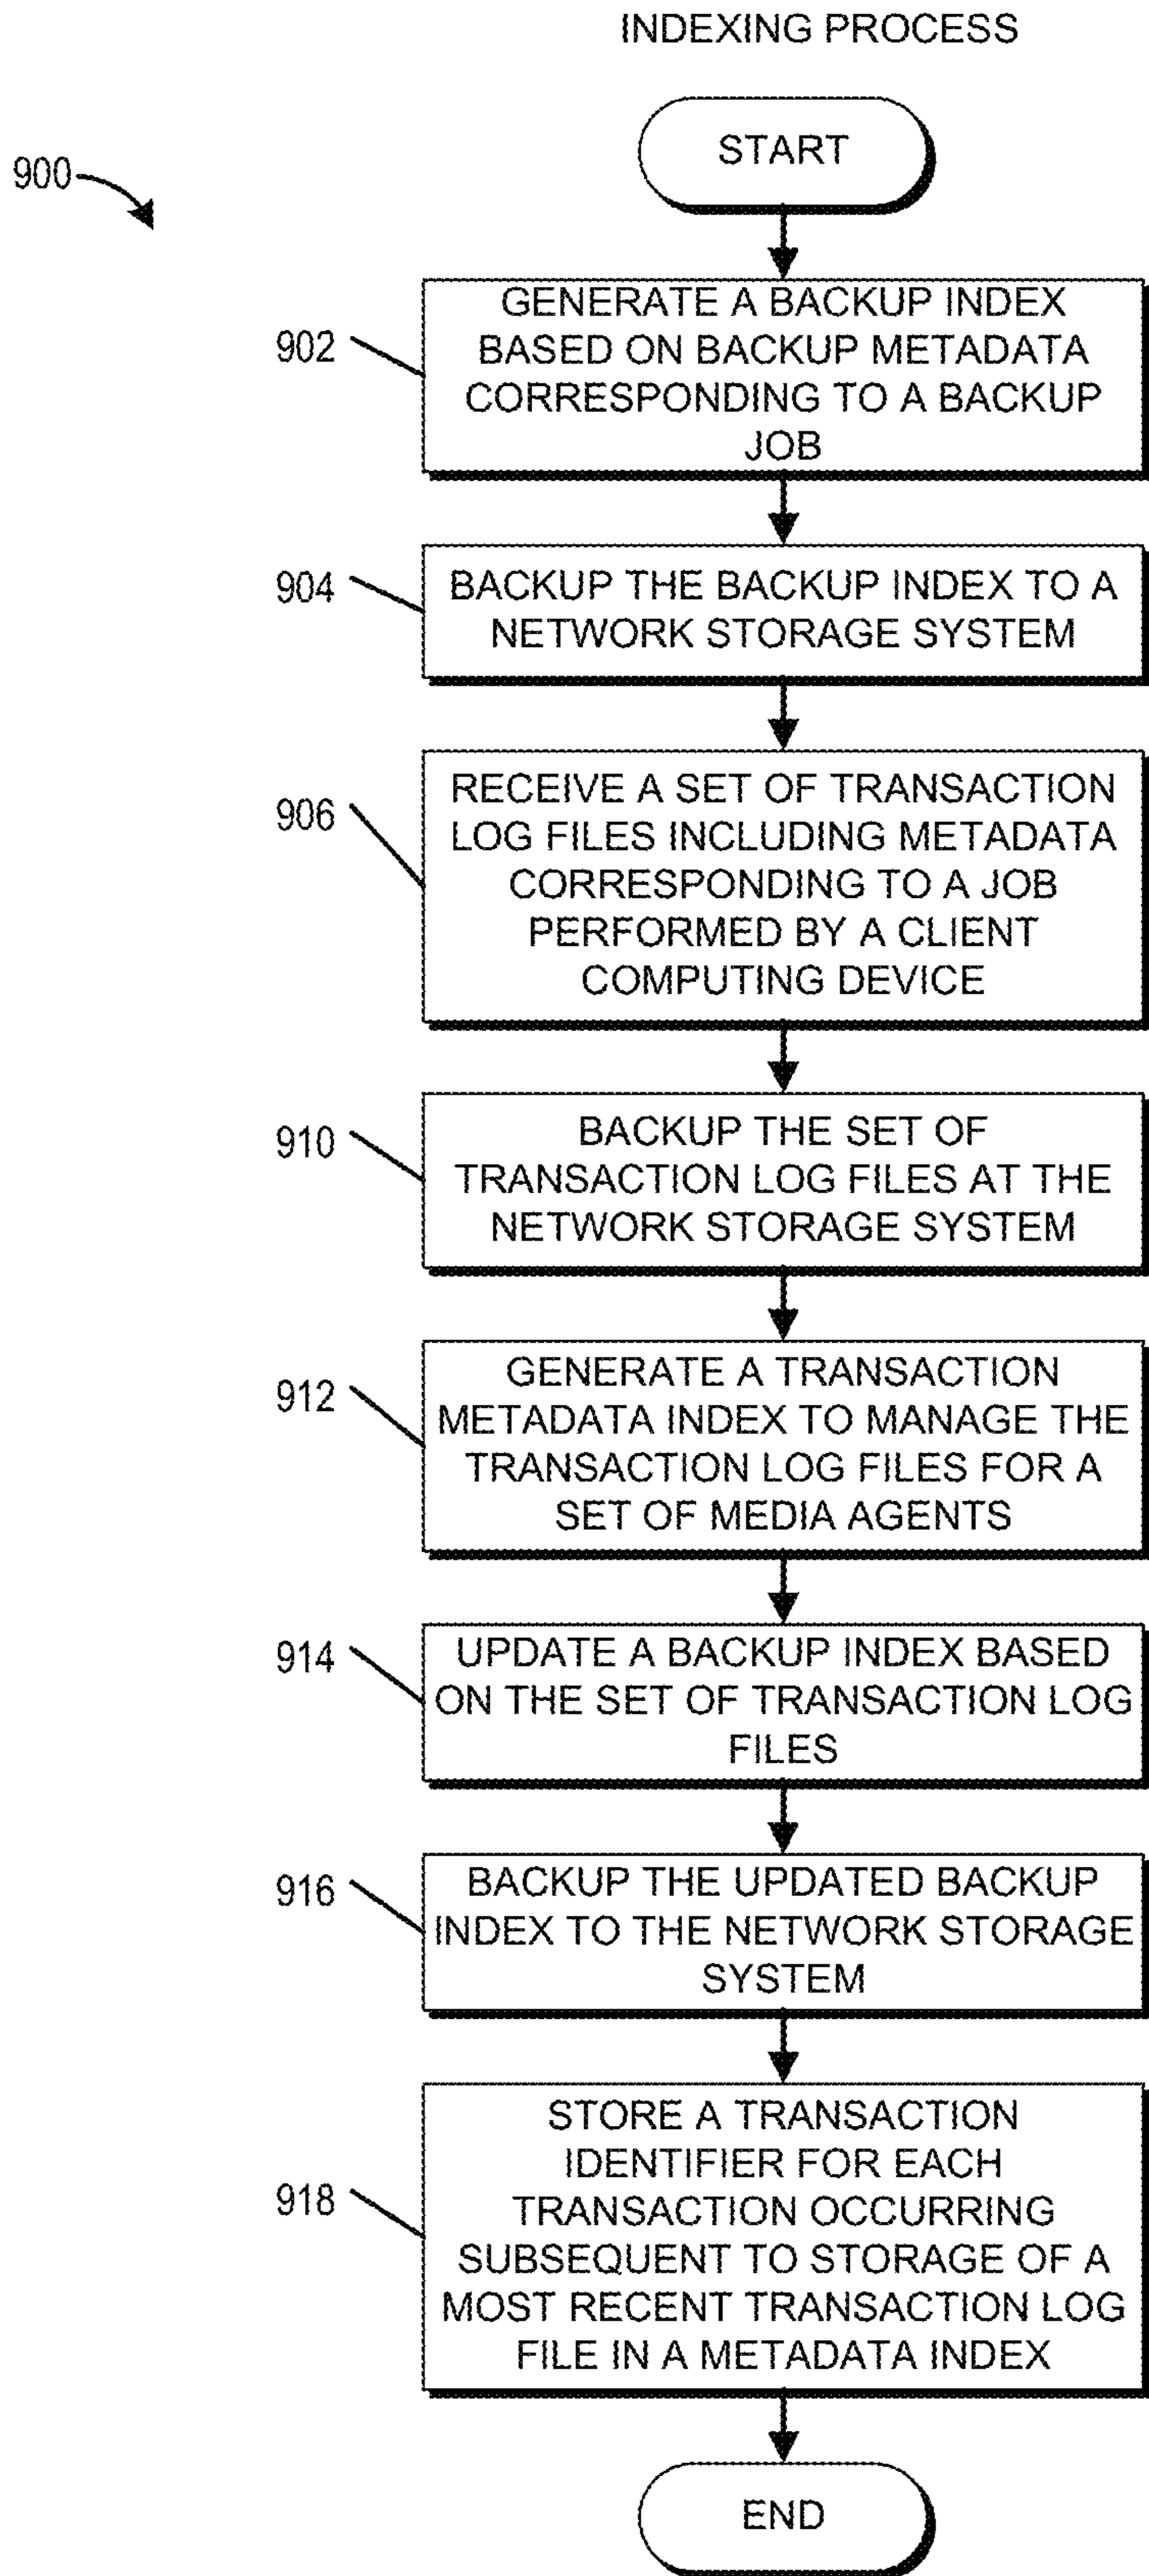 INDEXING PROCESS
START
900
GENERATE A BACKUP INDEX
BASED ON BACKUP METADATA
CORRESPONDING TO A BACKUP
JOB
902
BACKUP THE BACKUP INDEX TO A
NETWORK STORAGE SYSTEM
904
RECEIVE A SET OF TRANSACTION
LOG FILES INCLUDING METADATA
CORRESPONDING TO A JOB
PERFORMED BY A CLIENT
COMPUTING DEVICE
906
BACKUP THE SET OF
TRANSACTION LOG FILES AT THE
NETWORK STORAGE SYSTEM
910
GENERATE A TRANSACTION
METADATA INDEX TO MANAGE THE
TRANSACTION LOG FILES FOR A
SET OF MEDIA AGENTS
912
UPDATE A BACKUP INDEX BASED
ON THE SET OF TRANSACTION LOG
FILES
914
BACKUP THE UPDATED BACKUP
INDEX TO THE NETWORK STORAGE
SYSTEM
916
STORE A TRANSACTION
IDENTIFIER FOR EACH
TRANSACTION OCCURRING
SUBSEQUENT TO STORAGE OF A
MOST RECENT TRANSACTION LOG
FILE IN A METADATA INDEX
918
END